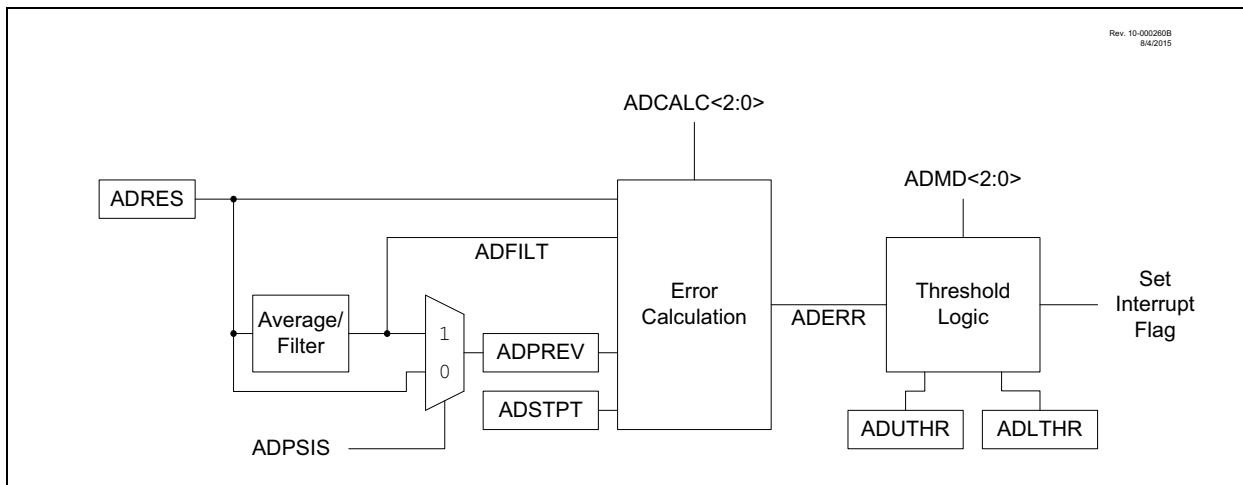 Rev. 10-000260B
8/4/2015
ADCALC<2:0>
ADMD<2:0>
ADRES
ADFILT
Average/
Filter
1
0
ADPREV
ADSTPT
ADPSIS
Error
Calculation
ADERR
Threshold
Logic
Set
Interrupt
Flag
ADUTHR
ADLTHR